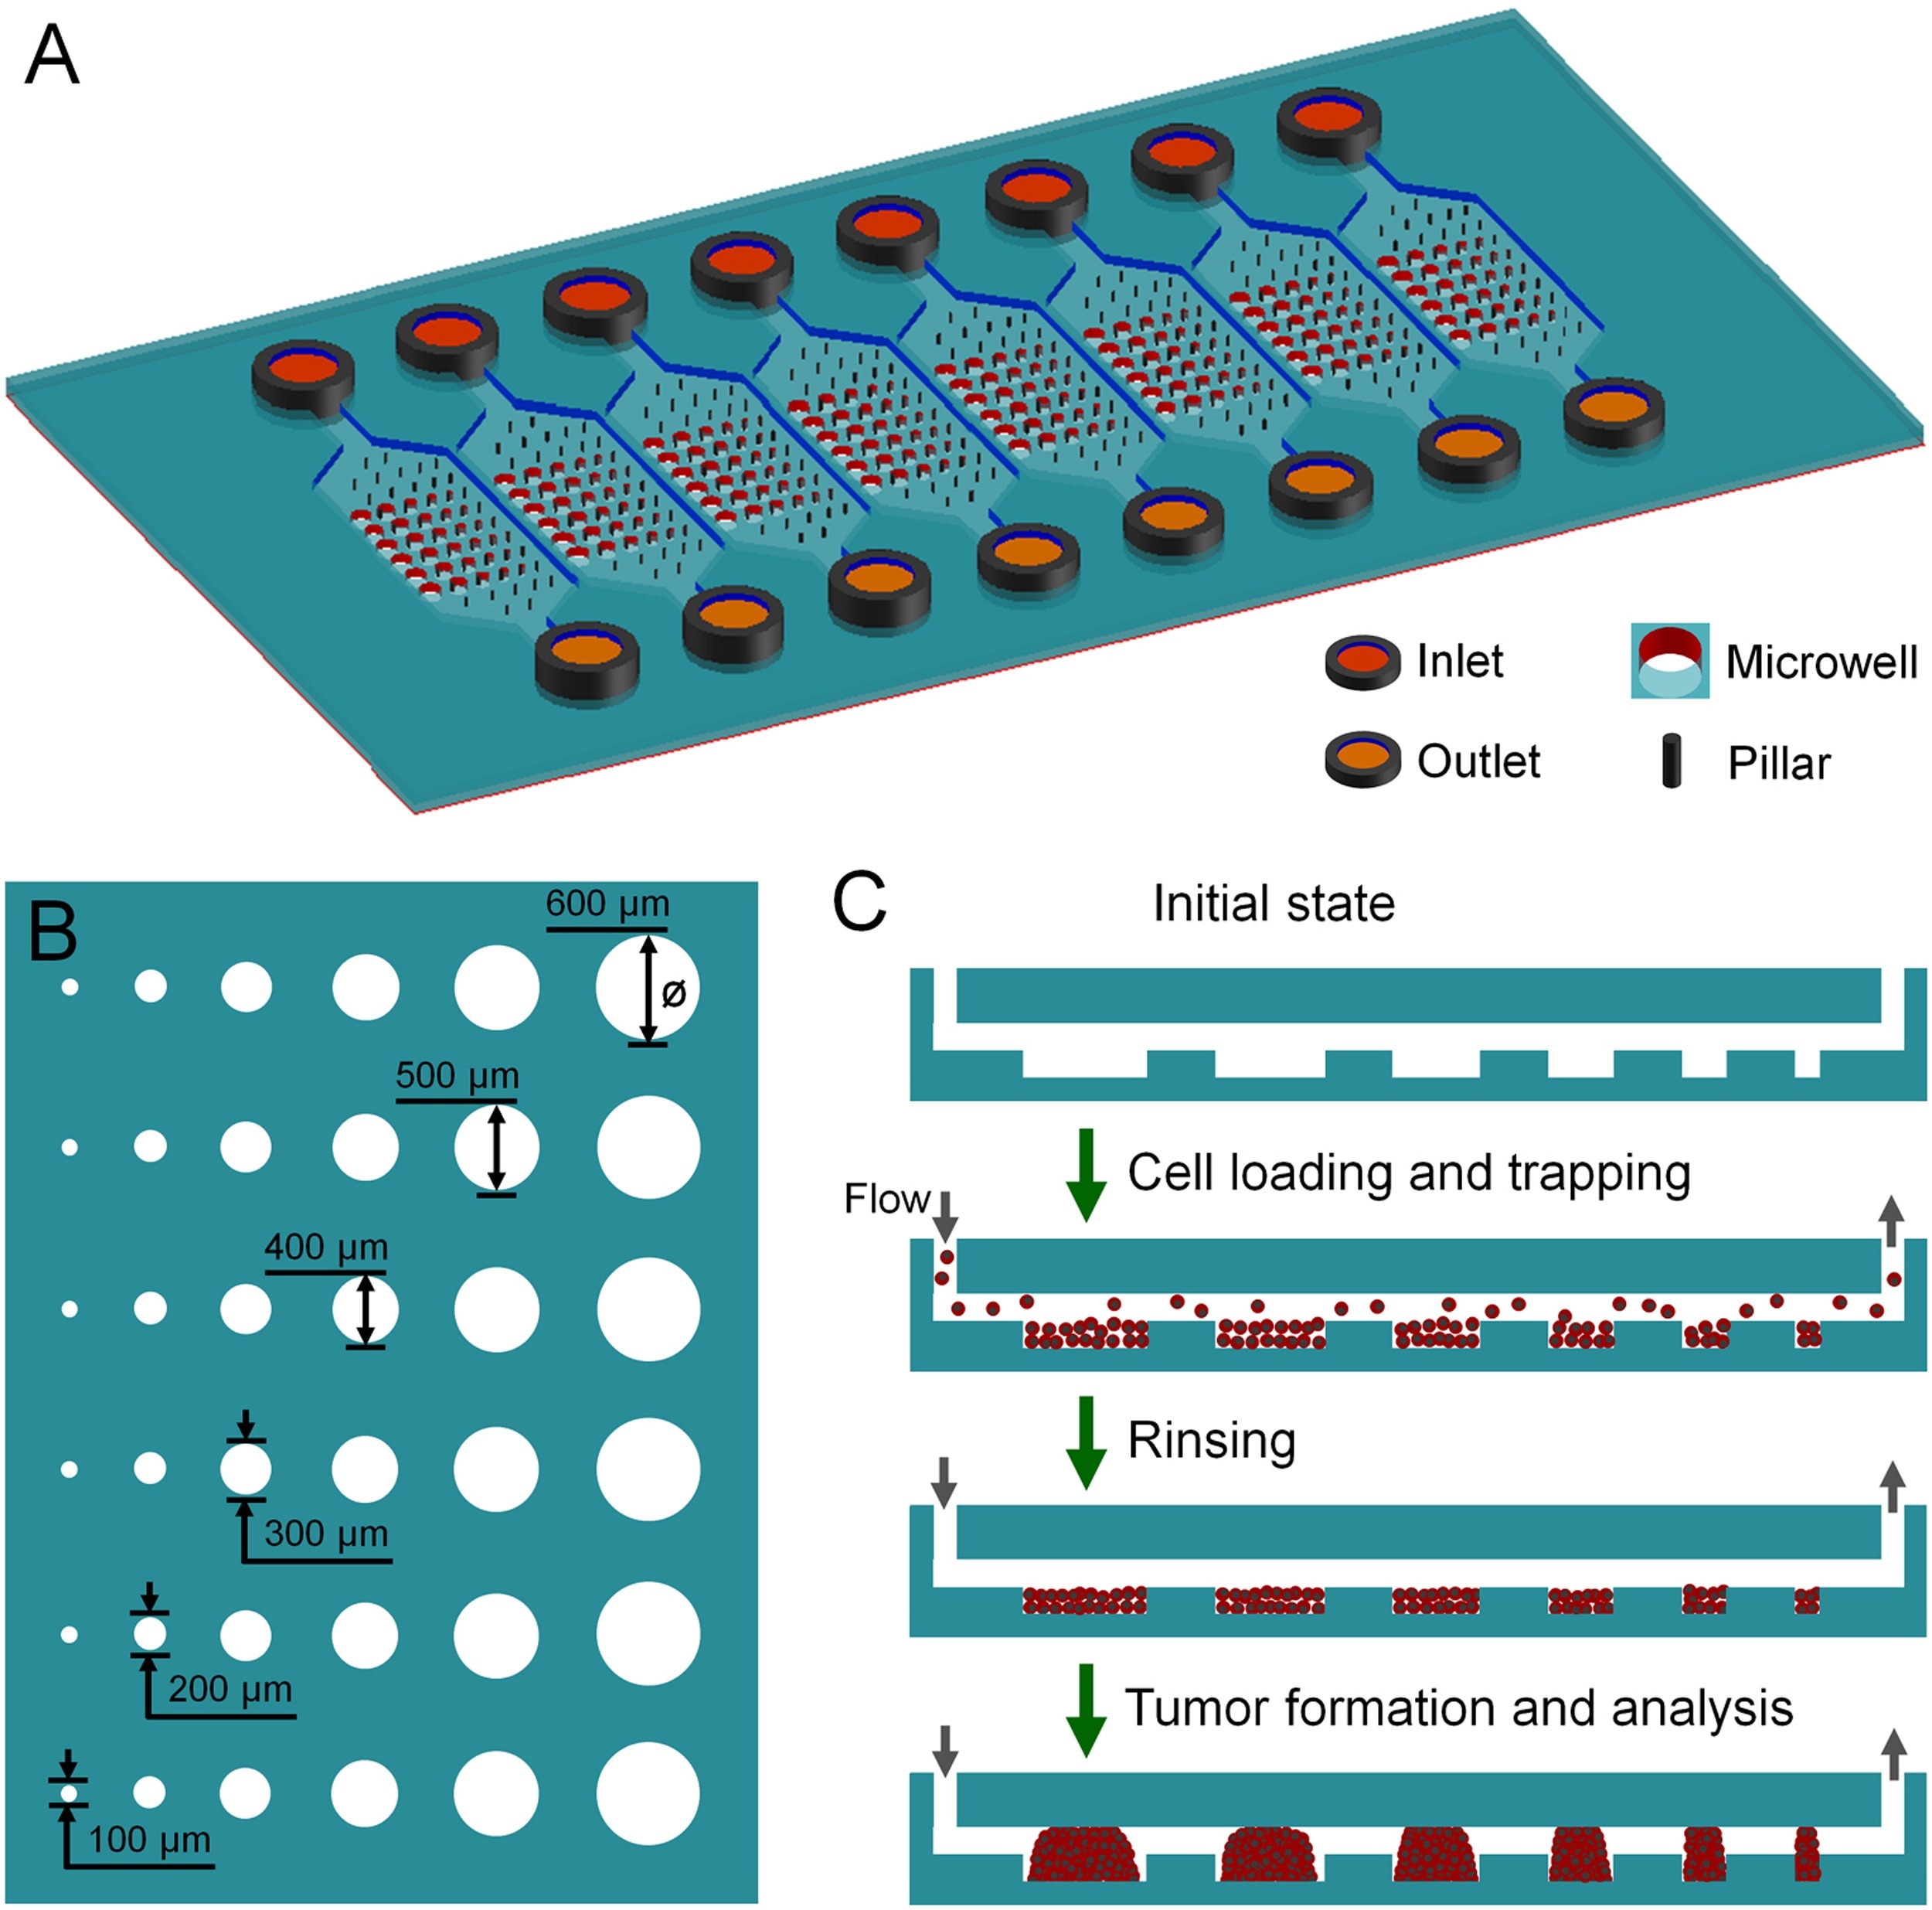 A
Inlet
Microwell
Outlet
Pillar
B
600 µm
ø
500 µm
400 µm
300 µm
200 µm
100 µm
C
Initial state
Cell loading and trapping
Flow
Rinsing
Tumor formation and analysis